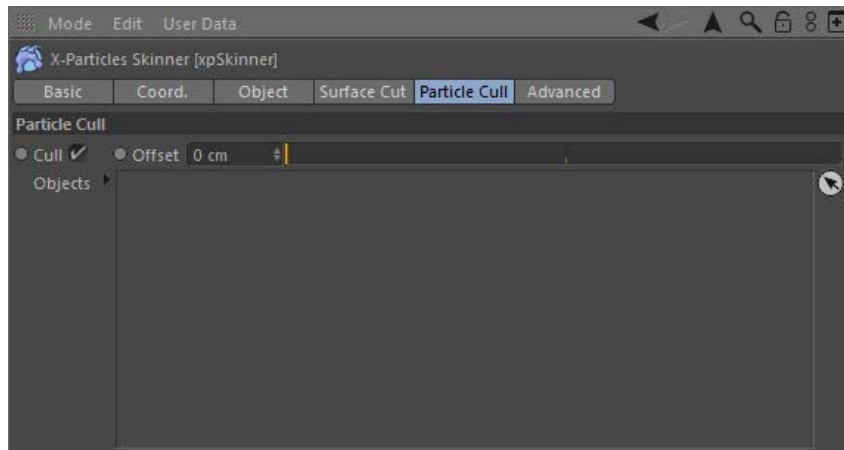 Mode Edit User Data
X-Particles Skinner [xpSkinner]
Basic Coord. Object Surface Cut Particle Cull Advanced
Particle Cull
Cull Offset 0 cm
Objects